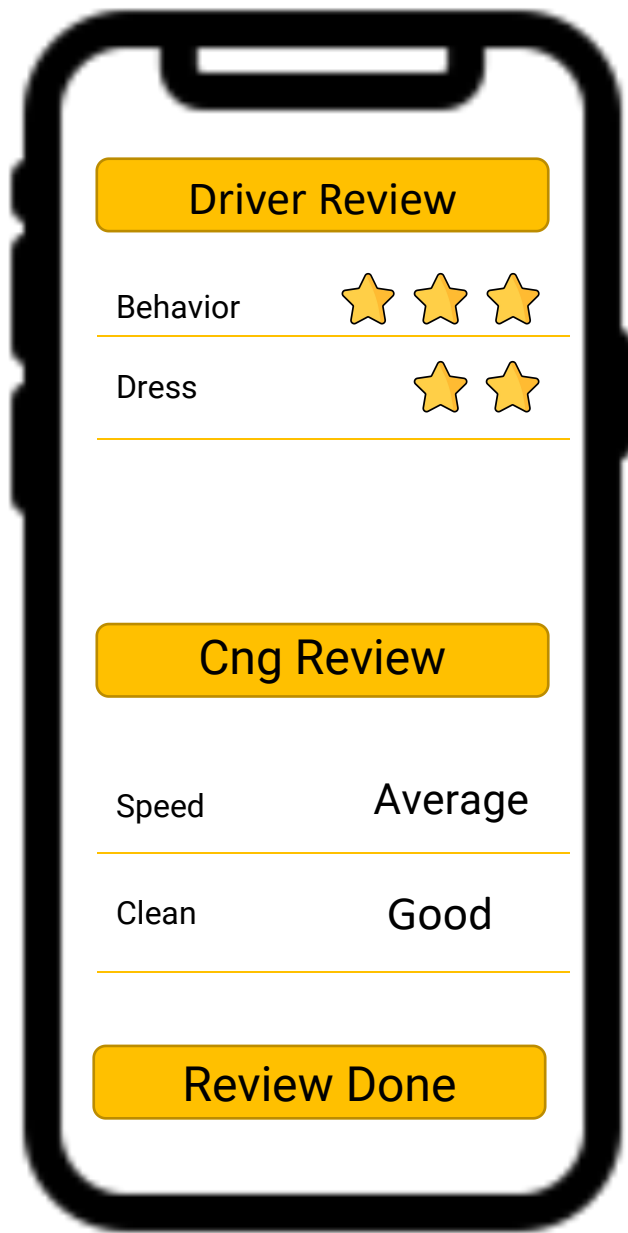 Driver Review
Behavior
Dress
Cng Review
Speed Average
Clean Good
Review Done